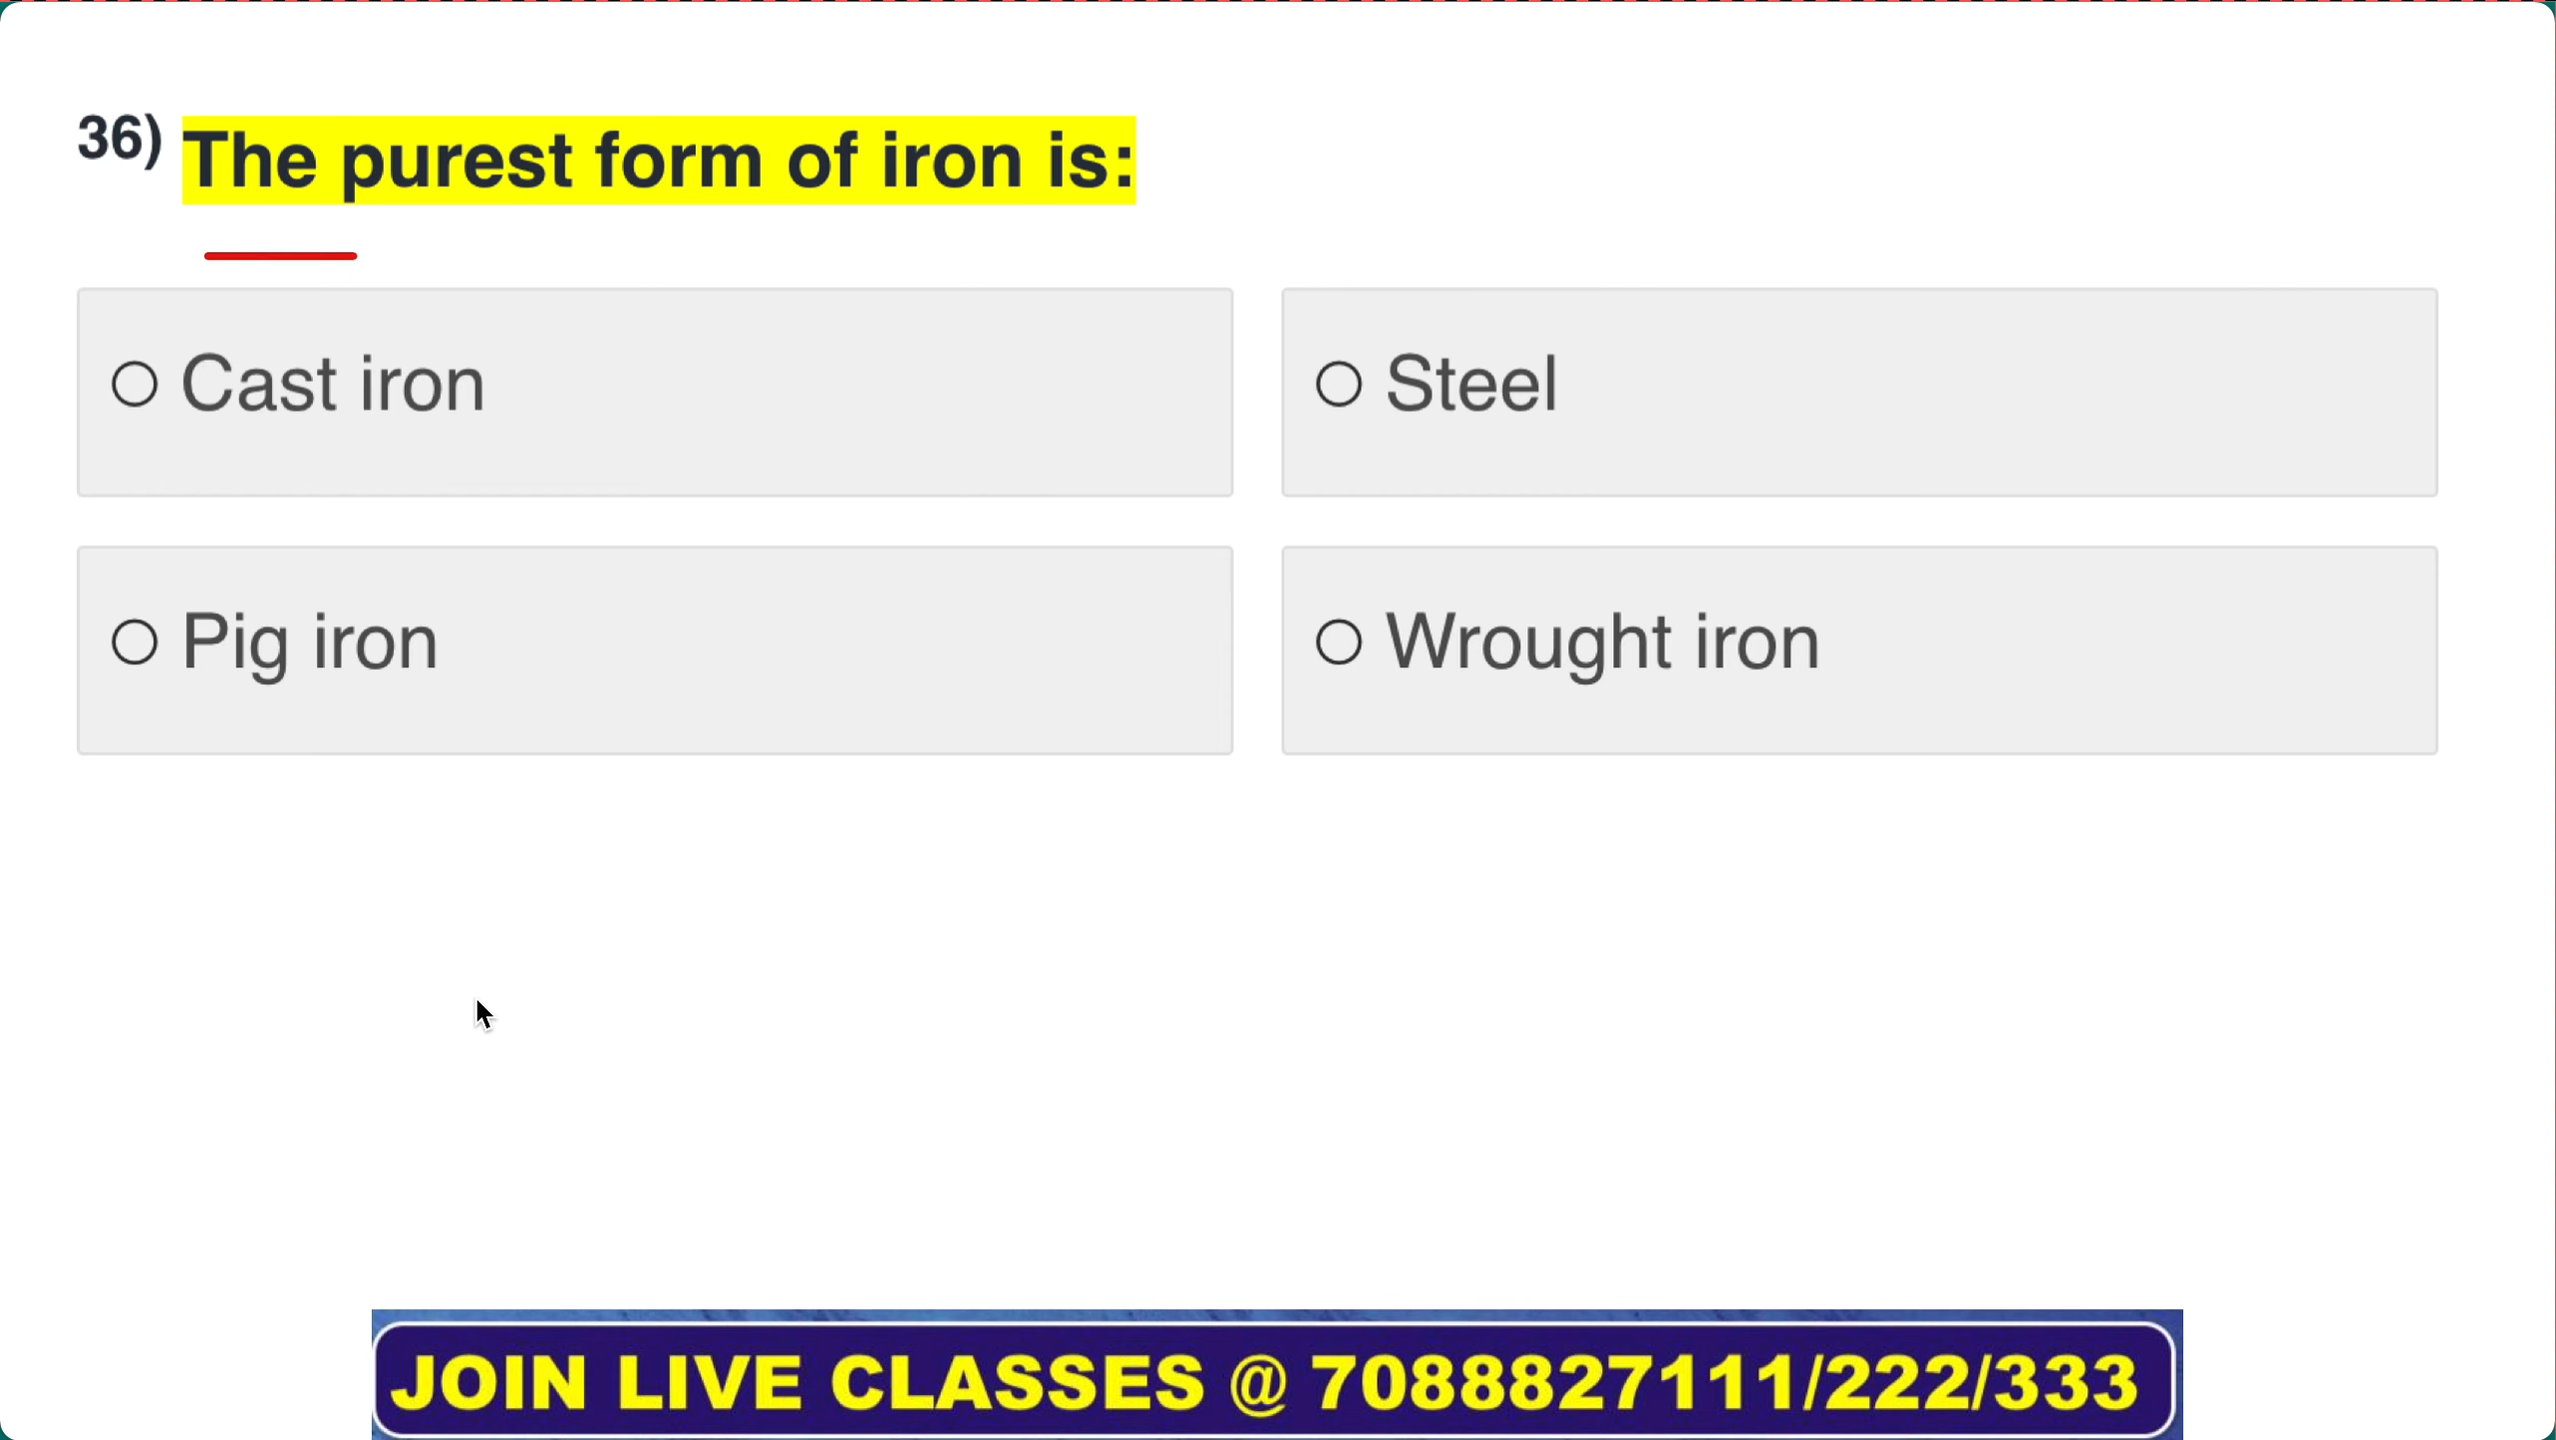 36) The purest form of iron is:
Cast iron
Steel
Pig iron
Wrought iron
JOIN LIVE CLASSES @ 7088827111/222/333